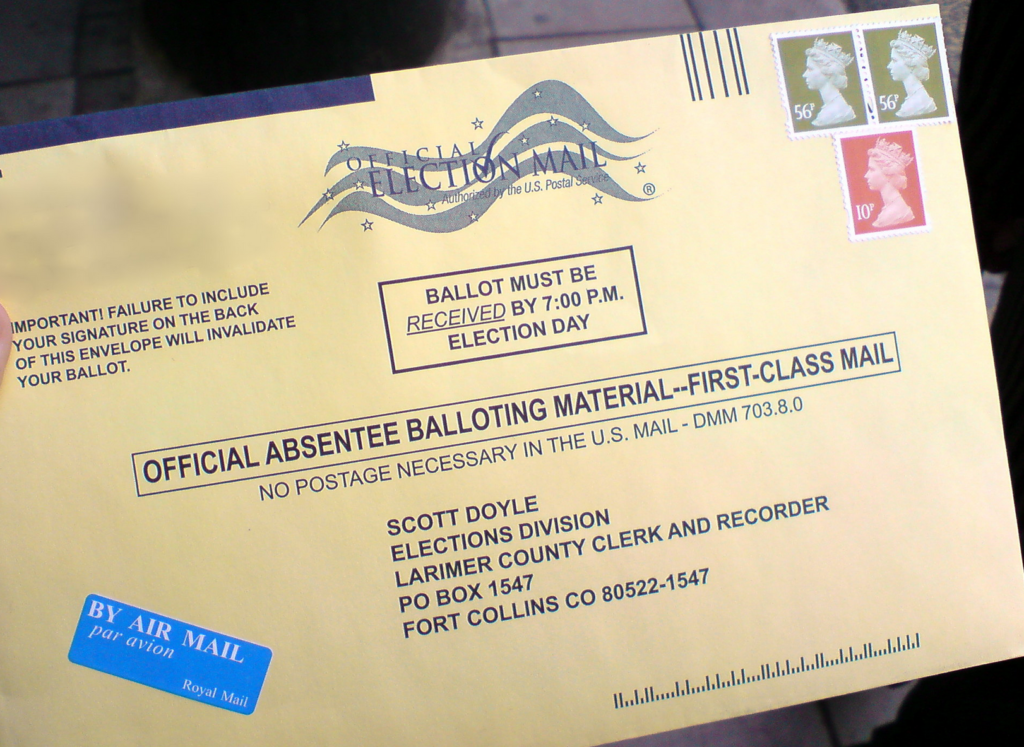 OFFICIAL
ELECTION MAIL
Authorized by the U.S. Postal Service
®
56P
56P
10P
IMPORTANT! FAILURE TO INCLUDE
YOUR SIGNATURE ON THE BACK
OF THIS ENVELOPE WILL INVALIDATE
YOUR BALLOT.
BALLOT MUST BE
RECEIVED BY 7:00 P.M.
ELECTION DAY
OFFICIAL ABSENTEE BALLOTING MATERIAL--FIRST-CLASS MAIL
NO POSTAGE NECESSARY IN THE U.S. MAIL - DMM 703.8.0
SCOTT DOYLE
ELECTIONS DIVISION
LARIMER COUNTY CLERK AND RECORDER
PO BOX 1547
FORT COLLINS CO 80522-1547
BY AIR MAIL
par avion
Royal Mail